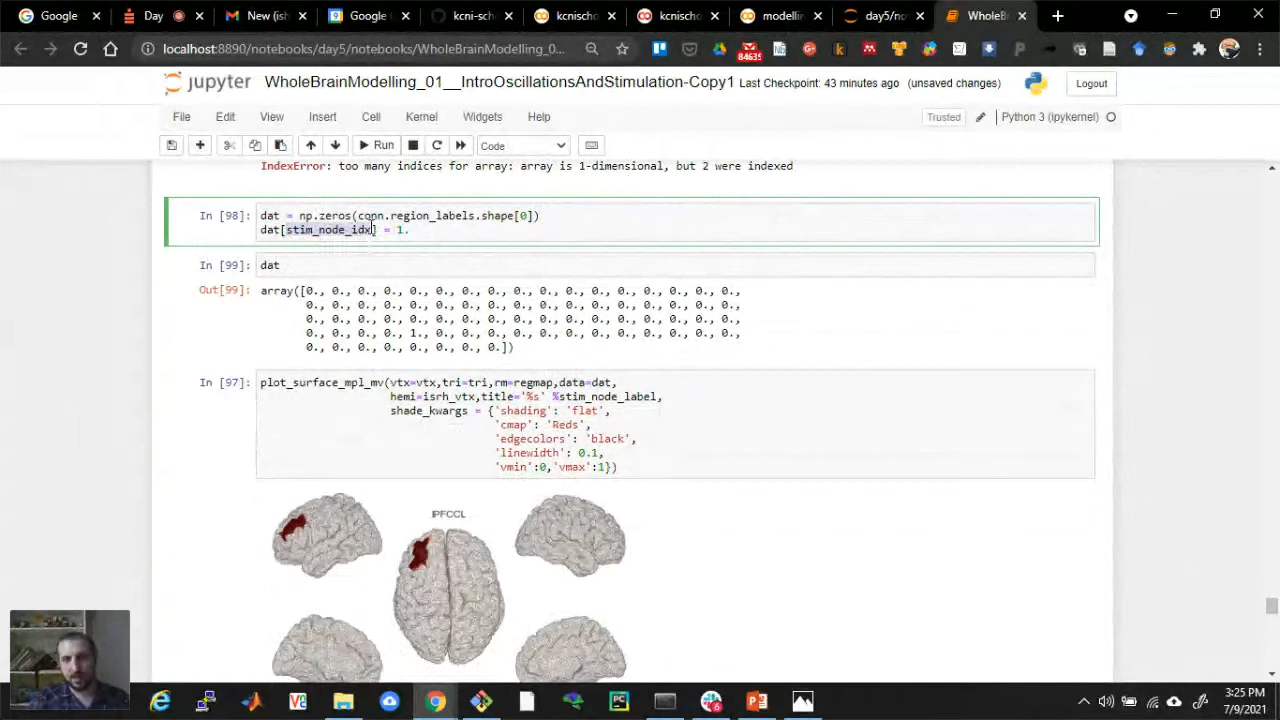 Google
Day
New (ish
Google
kcni-sch
kcnischo
kcnischo
modellin
day5/no
WholeBr
localhost:8890/notebooks/day5/notebooks/WholeBrainModelling_0...
84635
jupyter WholeBrainModelling_01__IntroOscillationsAndStimulation-Copy1 Last Checkpoint: 43 minutes ago (unsaved changes)
Logout
File Edit View Insert Cell Kernel Widgets Help
Trusted
Python 3 (ipykernel)
Run
Code
IndexError: too many indices for array: array is 1-dimensional, but 2 were indexed
In [98]: dat = np.zeros(conn.region_labels.shape[0])
dat[stim_node_idx] = 1.
In [99]: dat
Out[99]: array([0., 0., 0., 0., 0., 0., 0., 0., 0., 0., 0., 0., 0., 0., 0., 0., 0.,
0., 0., 0., 0., 0., 0., 0., 0., 0., 0., 0., 0., 0., 0., 0., 0., 0.,
0., 0., 0., 0., 0., 0., 0., 0., 0., 0., 0., 0., 0., 0., 0., 0., 0.,
0., 0., 0., 0., 1., 0., 0., 0., 0., 0., 0., 0., 0., 0., 0., 0., 0.,
0., 0., 0., 0., 0., 0., 0., 0.])
In [97]: plot_surface_mpl_mv(vtx=vtx,tri=tri,rm=regmap,data=dat,
hemi=isrh_vtx,title='%s' %stim_node_label,
shade_kwargs = {'shading': 'flat',
'cmap': 'Reds',
'edgecolors': 'black',
'linewidth': 0.1,
'vmin':0,'vmax':1})
lPFCCL
3:25 PM
7/9/2021